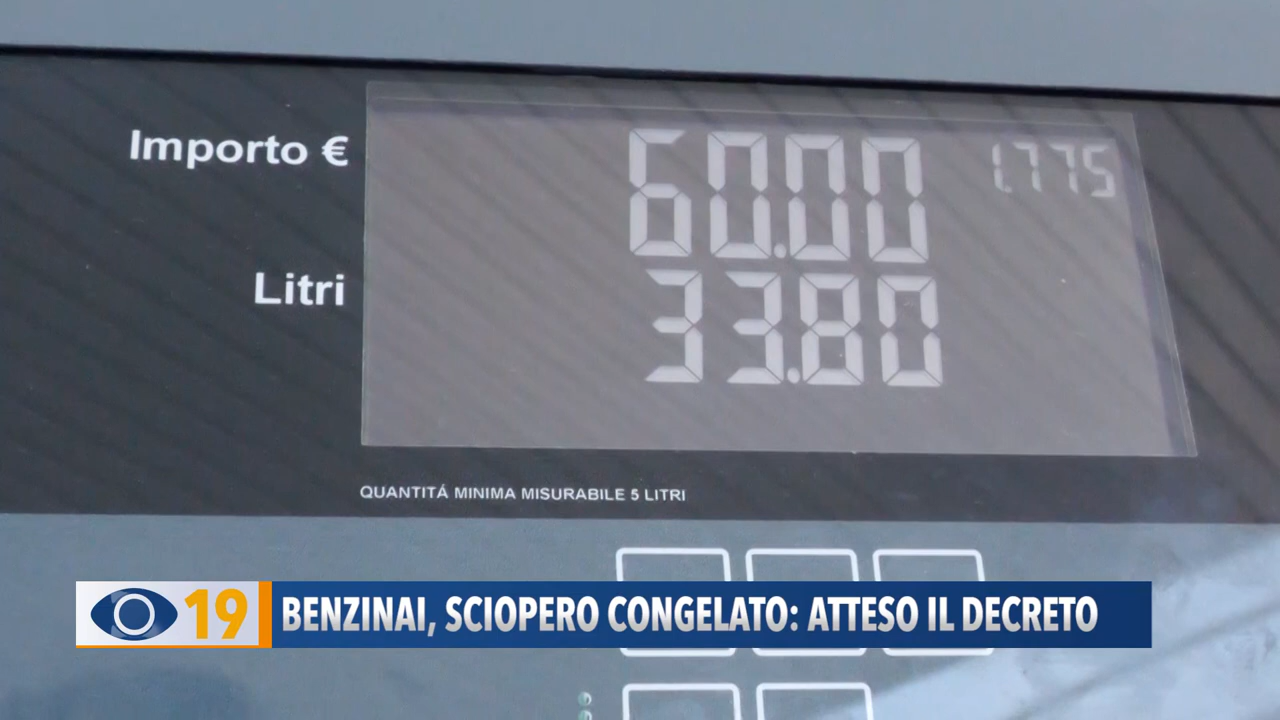 Importo € 60.00 1.775
Litri 33.80
QUANTITÁ MINIMA MISURABILE 5 LITRI
19 BENZINAI, SCIOPERO CONGELATO: ATTESO IL DECRETO